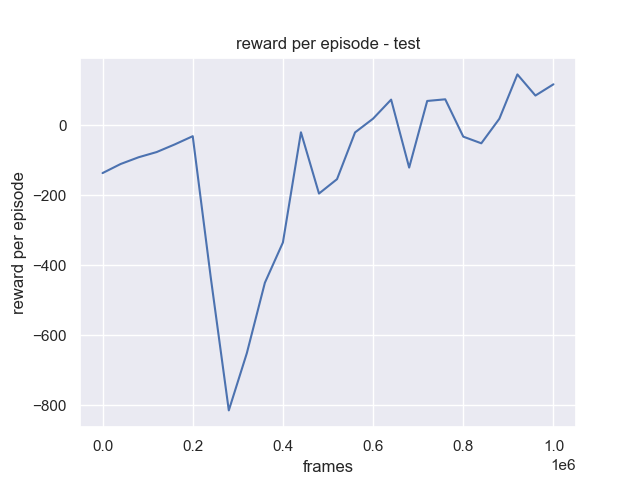 reward per episode - test
reward per episode
0
−200
−400
−600
−800
0.0 0.2 0.4 0.6 0.8 1.0
1e6
frames